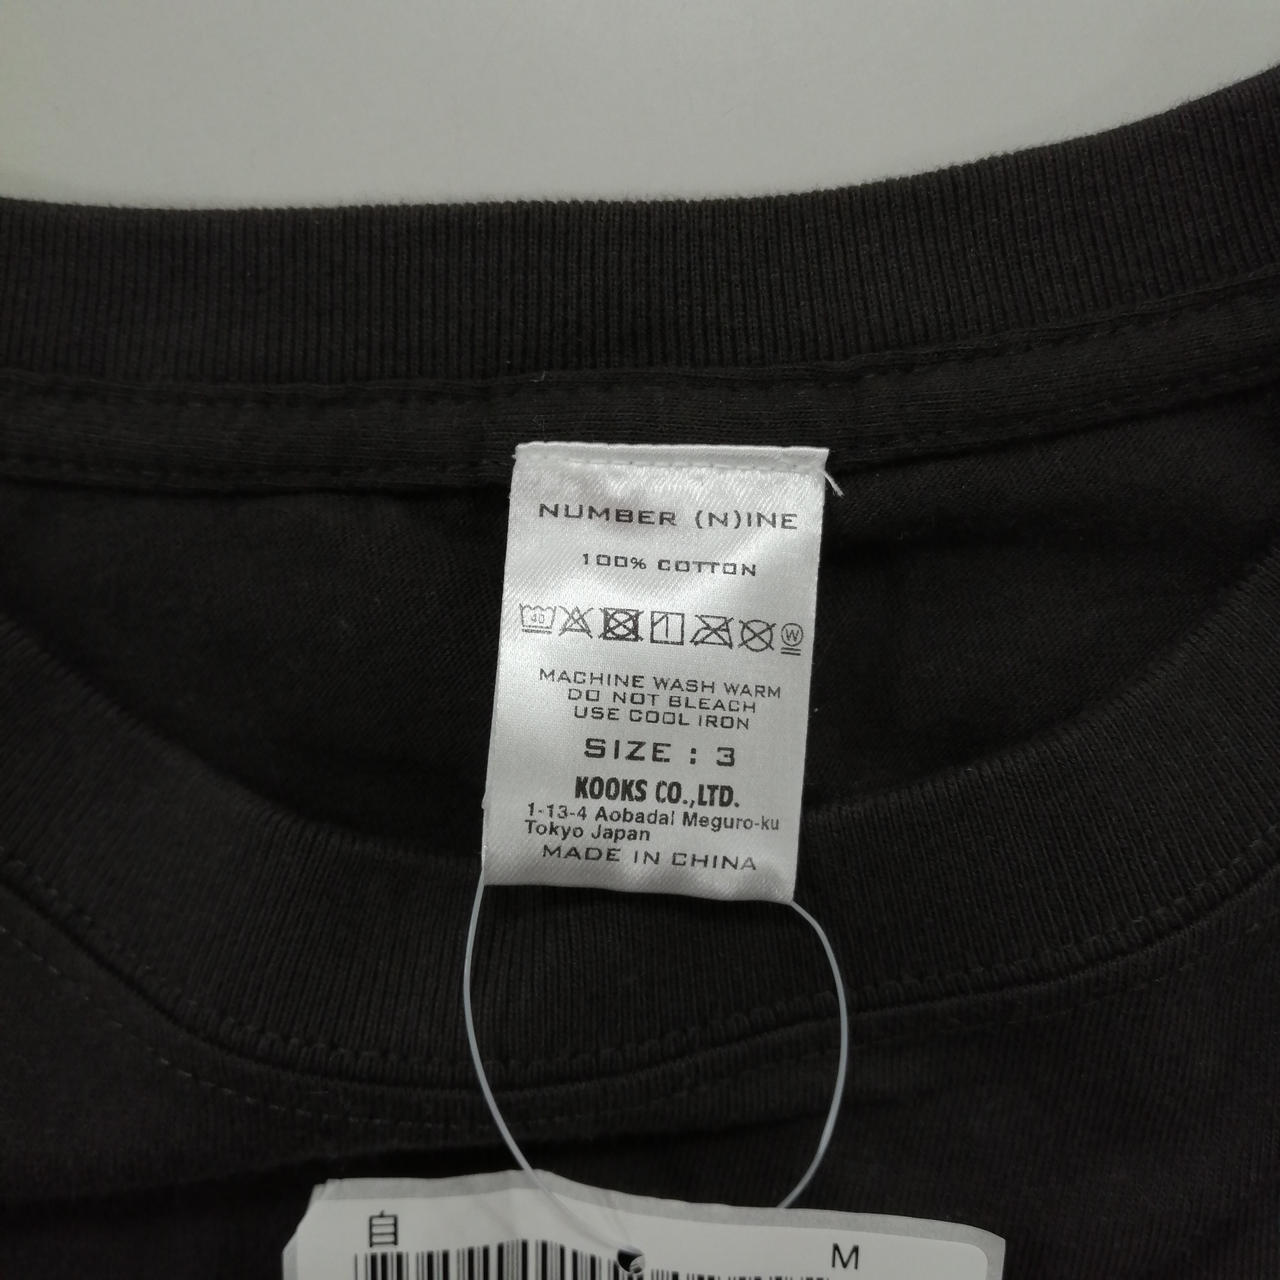 NUMBER (N)INE
100% COTTON
40 W
MACHINE WASH WARM
DO NOT BLEACH
USE COOL IRON
SIZE : 3
KOOKS CO.,LTD.
1-13-4 Aobadai Meguro-ku
Tokyo Japan
MADE IN CHINA
自 M